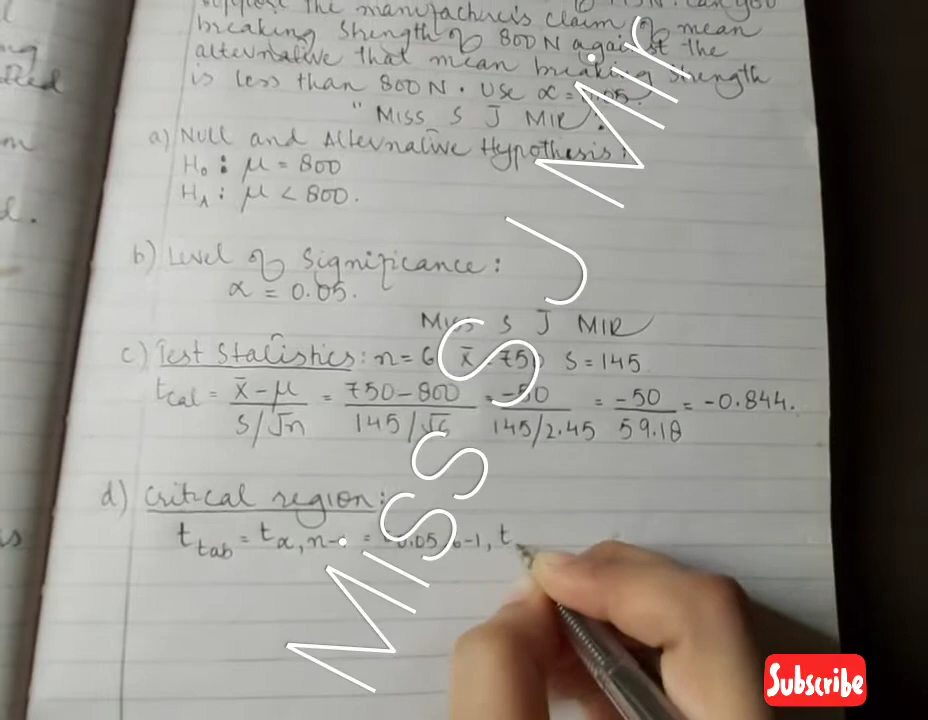 the manufacturer's claim of mean
breaking strength of 800 N against the
alternative that mean breaking strength
is less than 800 N. Use α = 0.05.
"MISS S J MIR"
a) Null and Alternative Hypothesis:
H₀ : μ = 800
H₁ : μ < 800.
b) Level of Significance:
α = 0.05.
MISS S J MIR
c) Test Statistics: n = 6 x̄ = 750 S = 145
t_cal = (x̄ - μ)/(S/√n) = (750 - 800)/(145/√6) = -50/(145/2.45) = -50/59.18 = -0.844.
d) Critical region:
t_tab = t_α, n-1 = t_0.05, 6-1, t
MISS S J Mir
Subscribe